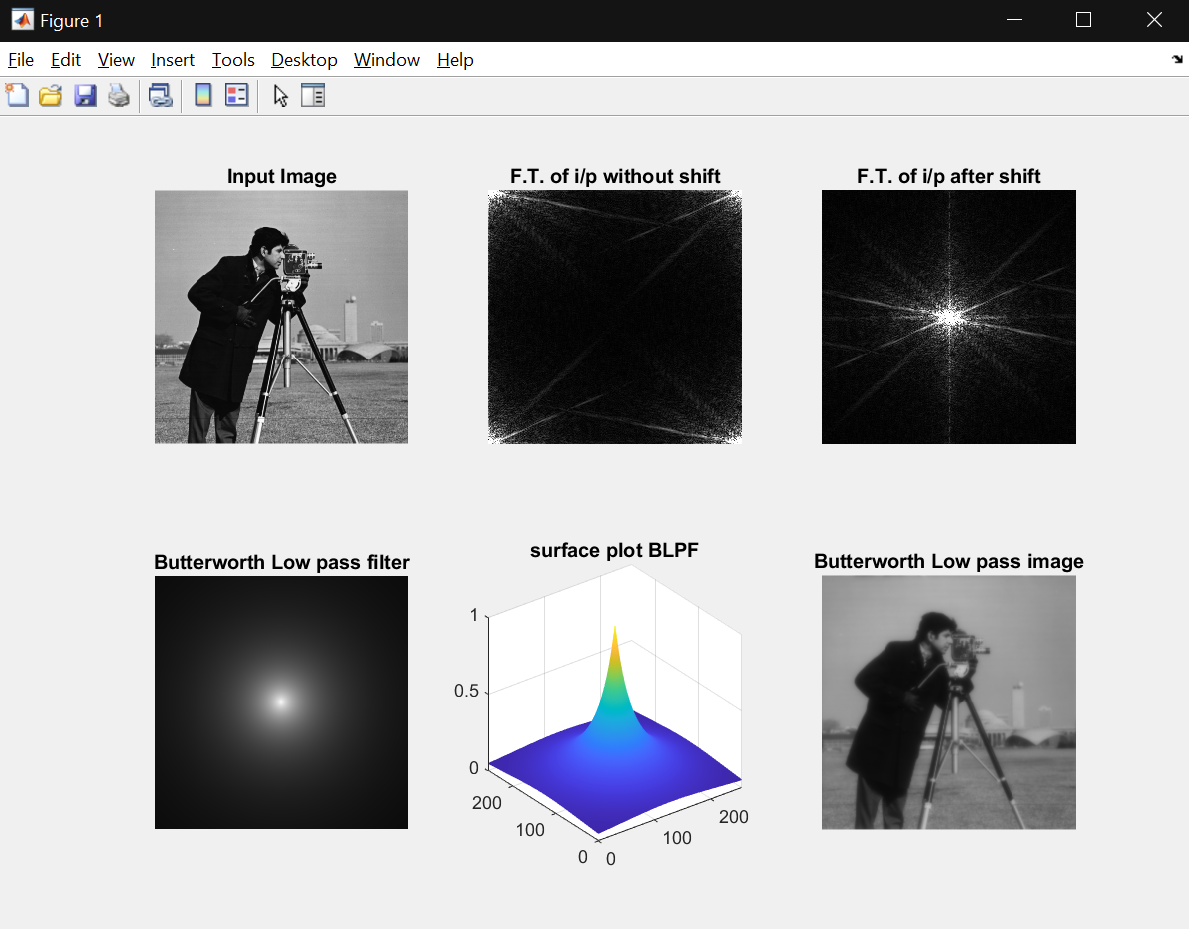 Figure 1
File Edit View Insert Tools Desktop Window Help
Input Image
F.T. of i/p without shift
F.T. of i/p after shift
Butterworth Low pass filter
surface plot BLPF
1
0.5
0
200
100
0
0
100
200
Butterworth Low pass image